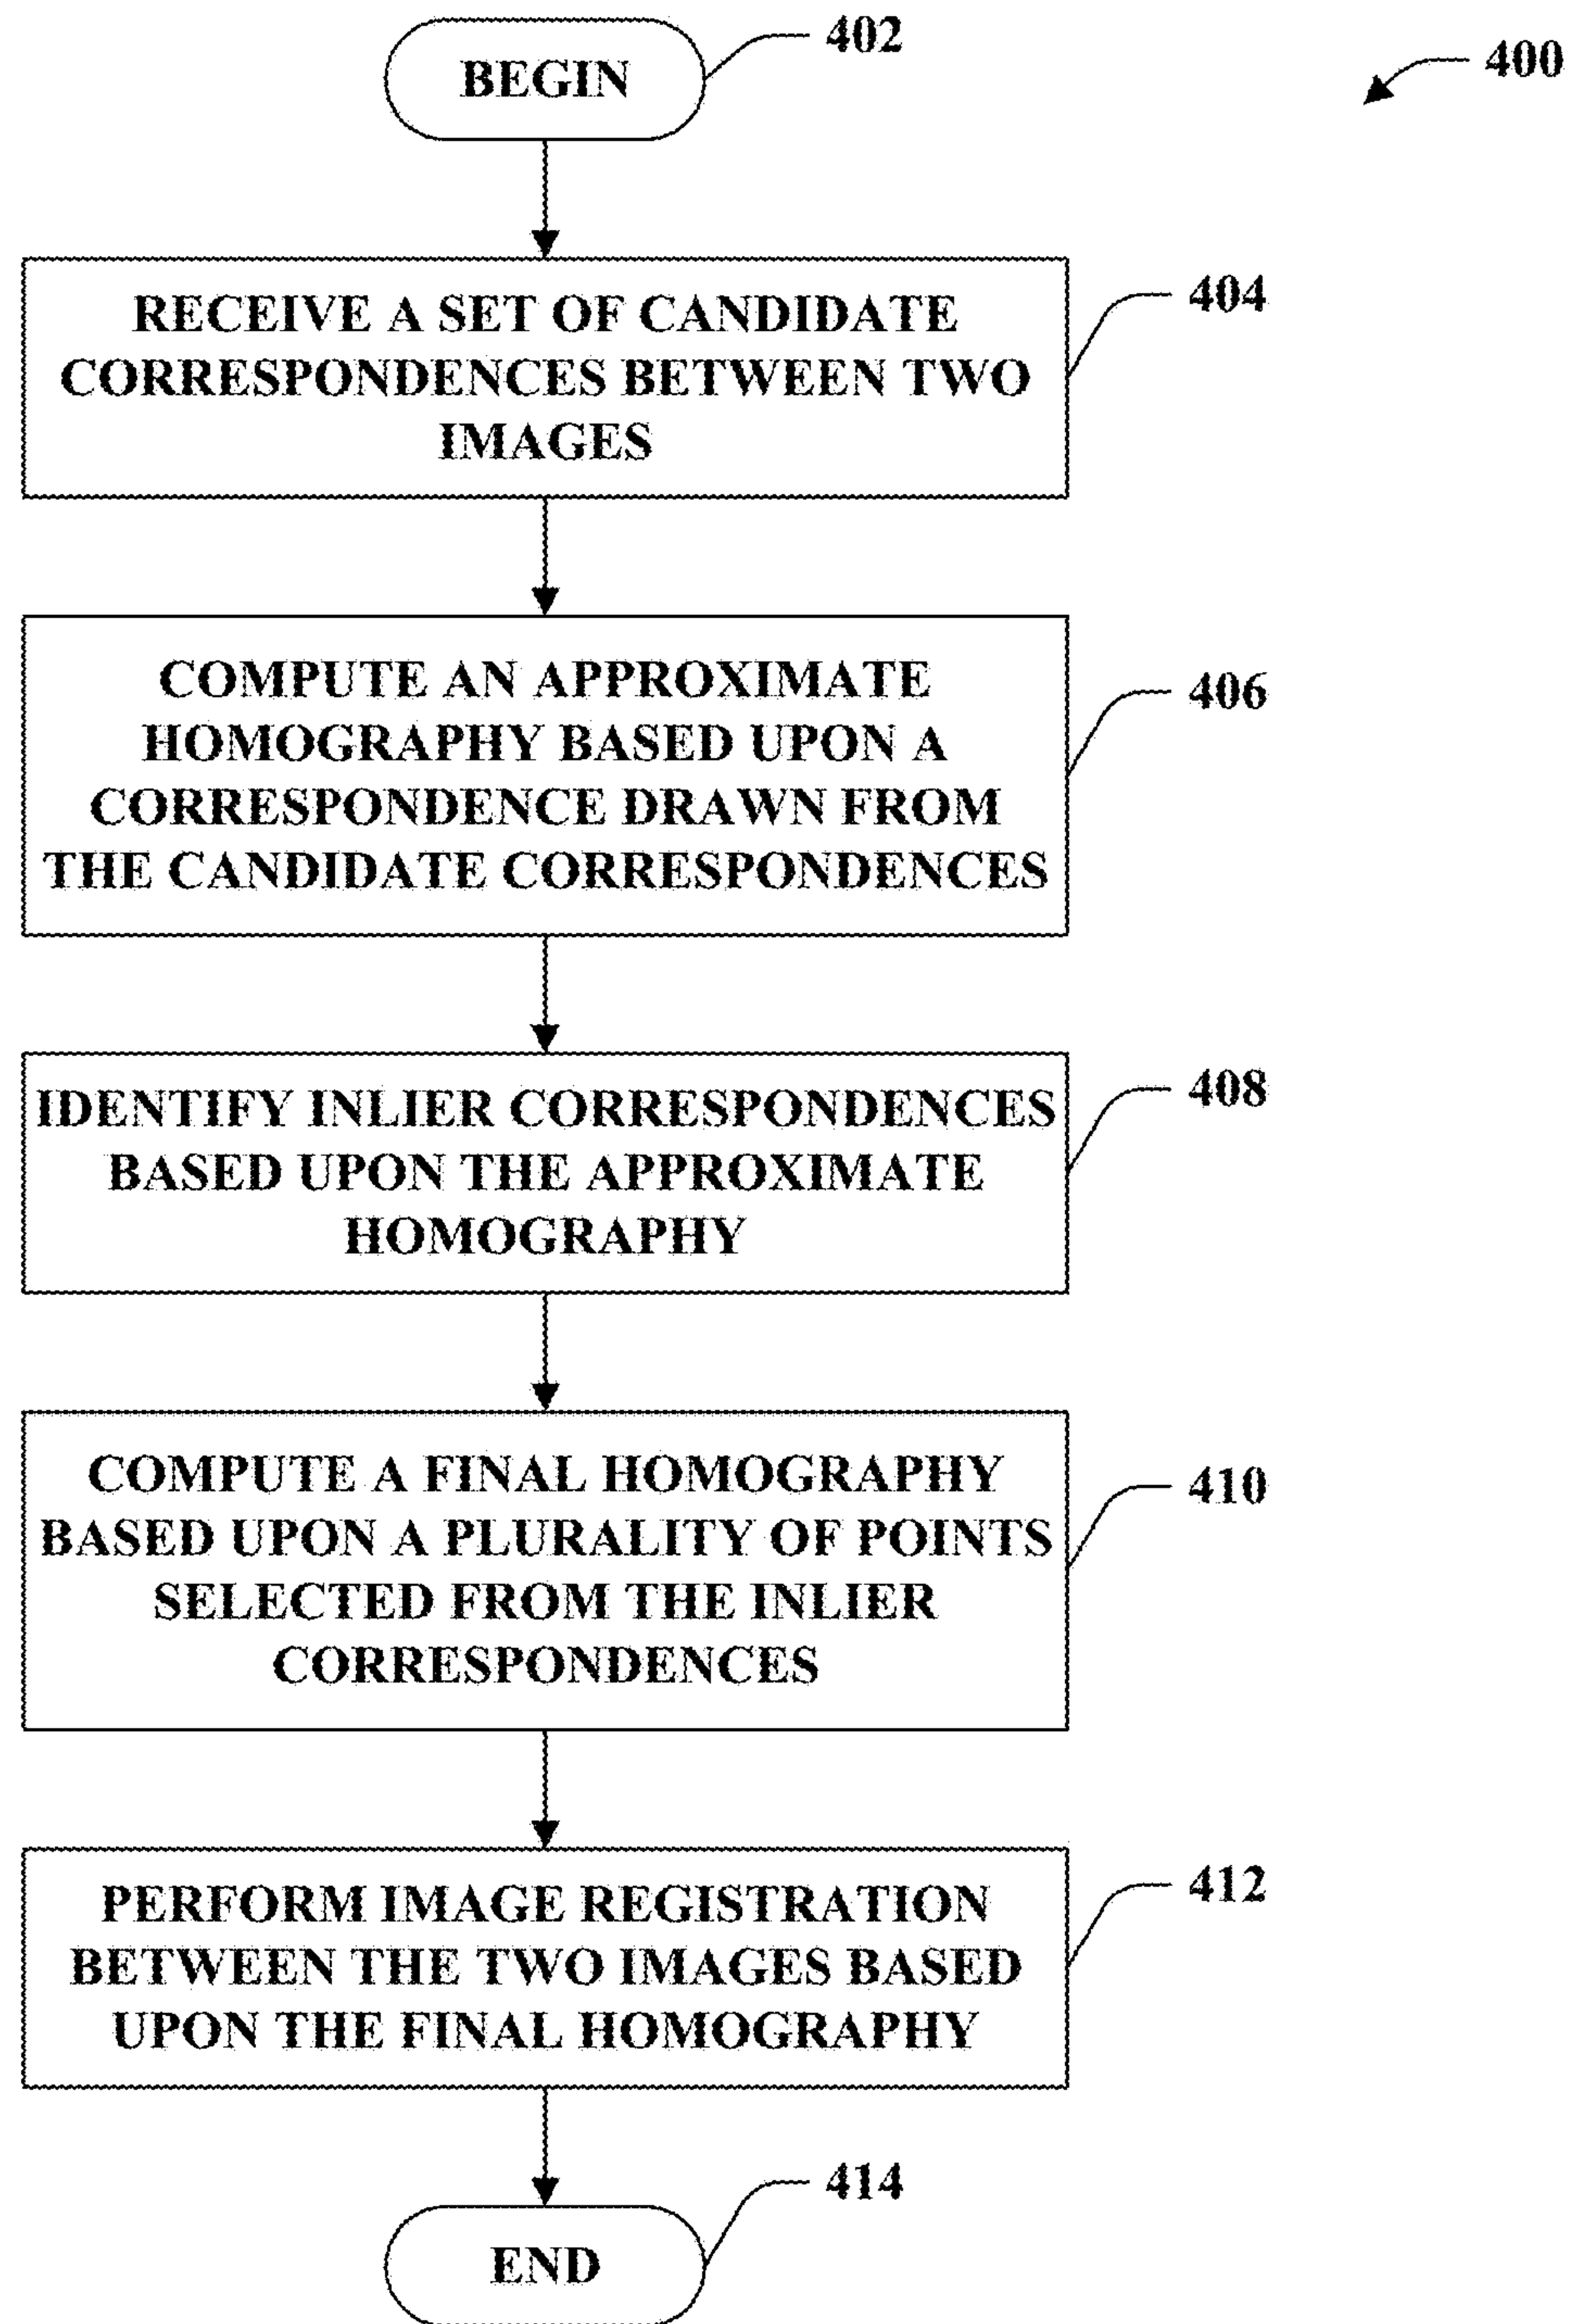 402
BEGIN
400
RECEIVE A SET OF CANDIDATE
CORRESPONDENCES BETWEEN TWO
IMAGES
404
COMPUTE AN APPROXIMATE
HOMOGRAPHY BASED UPON A
CORRESPONDENCE DRAWN FROM
THE CANDIDATE CORRESPONDENCES
406
IDENTIFY INLIER CORRESPONDENCES
BASED UPON THE APPROXIMATE
HOMOGRAPHY
408
COMPUTE A FINAL HOMOGRAPHY
BASED UPON A PLURALITY OF POINTS
SELECTED FROM THE INLIER
CORRESPONDENCES
410
PERFORM IMAGE REGISTRATION
BETWEEN THE TWO IMAGES BASED
UPON THE FINAL HOMOGRAPHY
412
414
END